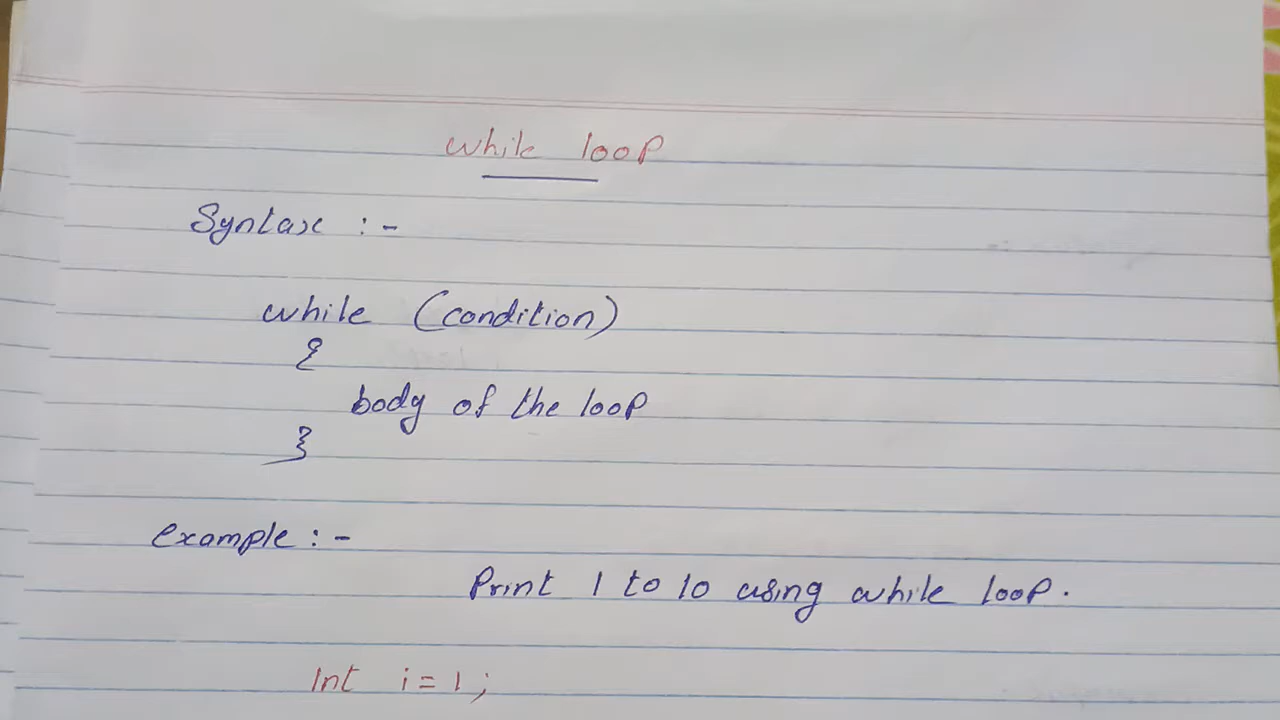 while loop
Syntax :-
while (condition)
{
body of the loop
}
example :-
Print 1 to 10 using while loop.
Int i = 1 ;